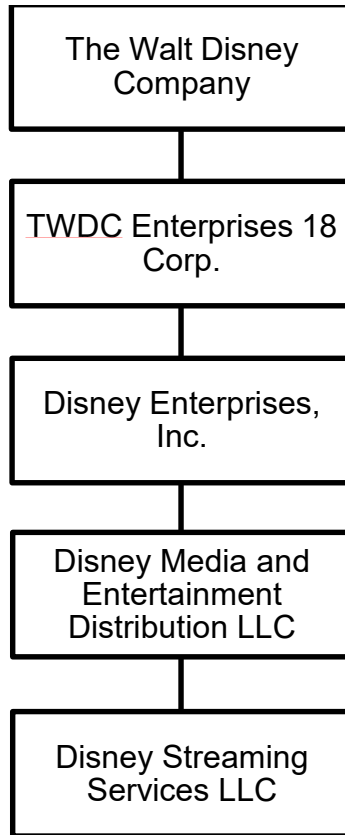 The Walt Disney
Company
TWDC Enterprises 18
Corp.
Disney Enterprises,
Inc.
Disney Media and
Entertainment
Distribution LLC
Disney Streaming
Services LLC